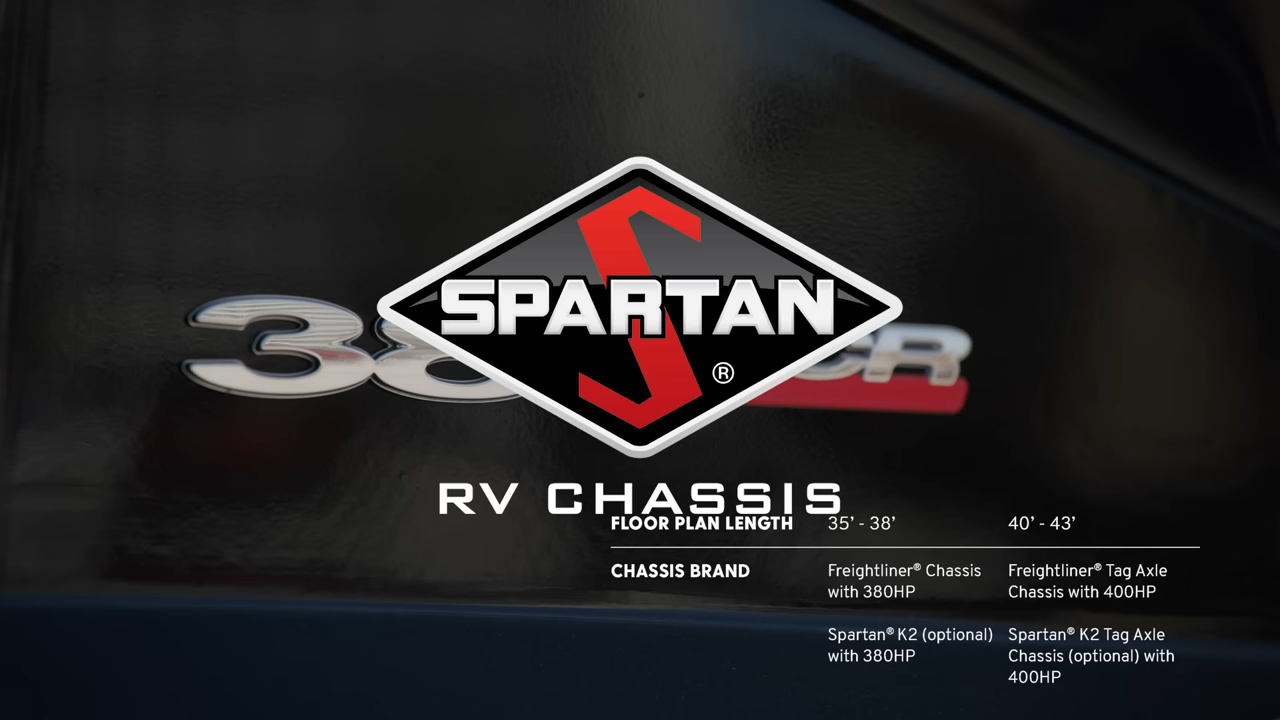 38
SPARTAN
®
R
RV CHASSIS
FLOOR PLAN LENGTH 35’ - 38’ 40’ - 43’
CHASSIS BRAND Freightliner® Chassis Freightliner® Tag Axle
with 380HP Chassis with 400HP
Spartan® K2 (optional) Spartan® K2 Tag Axle
with 380HP Chassis (optional) with
400HP